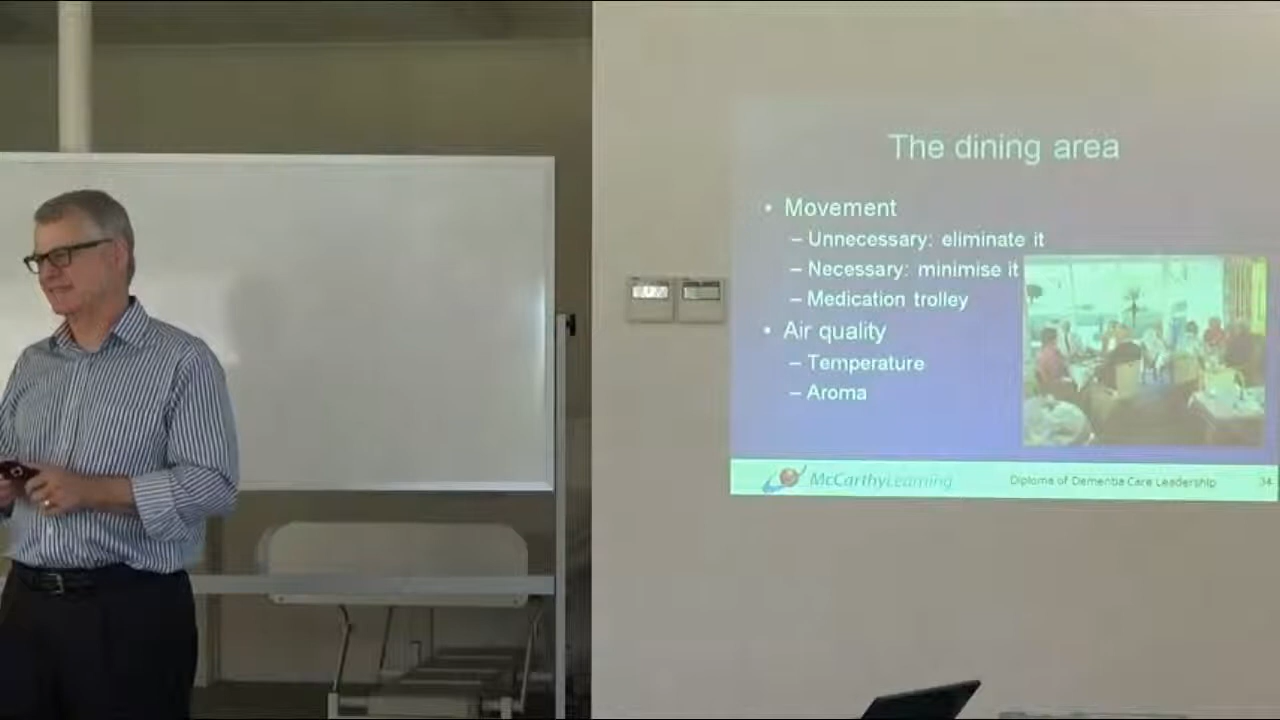 The dining area
• Movement
– Unnecessary: eliminate it
– Necessary: minimise it
– Medication trolley
• Air quality
– Temperature
– Aroma
McCarthyLearning
Diploma of Dementia Care Leadership
34